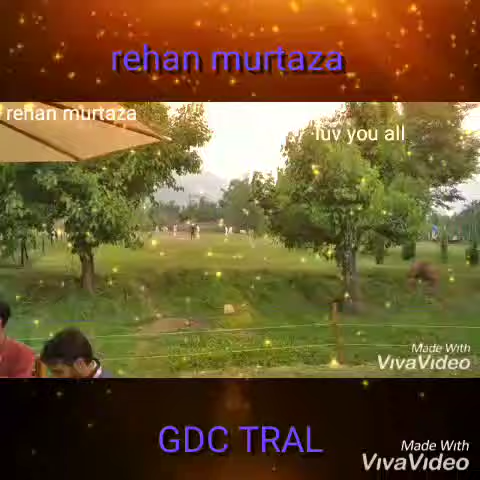 rehan murtaza
rehan murtaza
luv you all
Made With
VivaVideo
GDC TRAL
Made With
VivaVideo